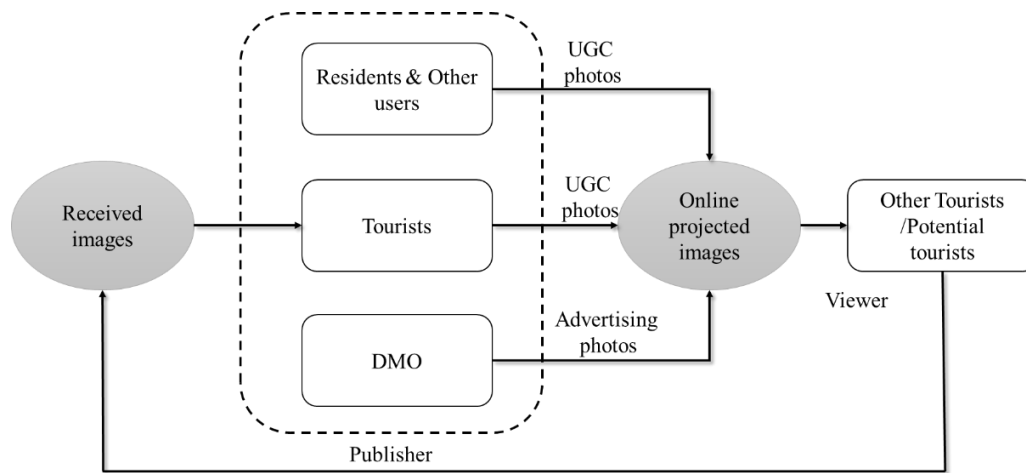 Residents & Other
users
UGC
photos
Received
images
Tourists
UGC
photos
Online
projected
images
Other Tourists
/Potential
tourists
Viewer
DMO
Advertising
photos
Publisher